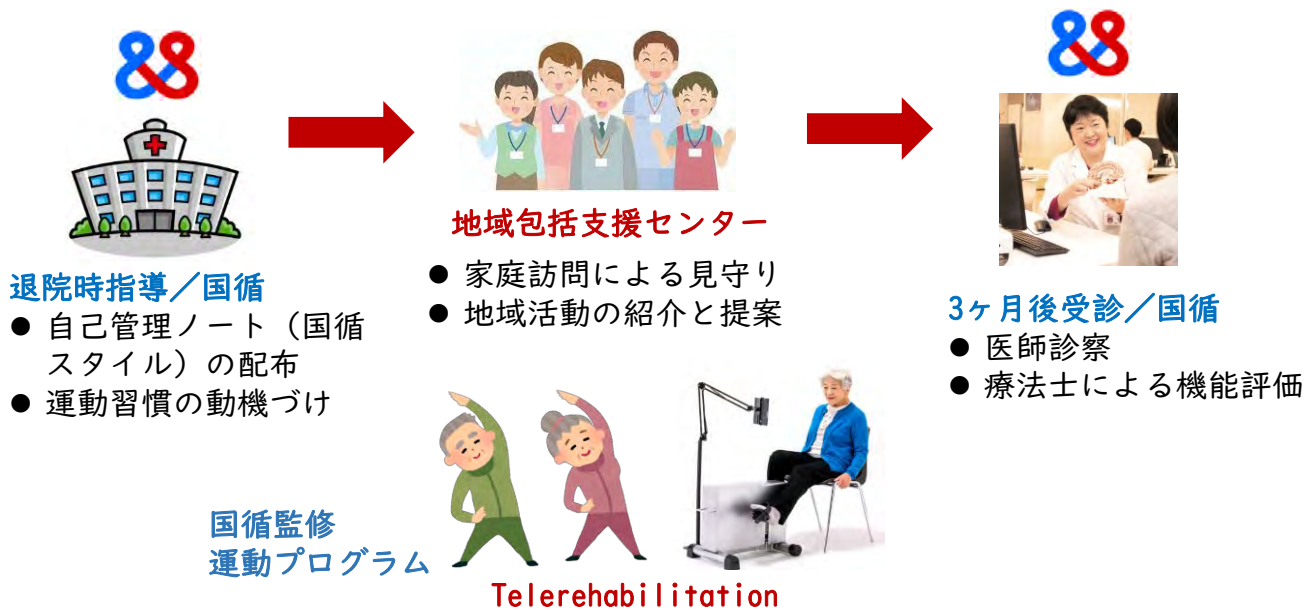 退院時指導／国循
● 自己管理ノート（国循
スタイル）の配布
● 運動習慣の動機づけ
地域包括支援センター
● 家庭訪問による見守り
● 地域活動の紹介と提案
3ヶ月後受診／国循
● 医師診察
● 療法士による機能評価
国循監修
運動プログラム
Telerehabilitation